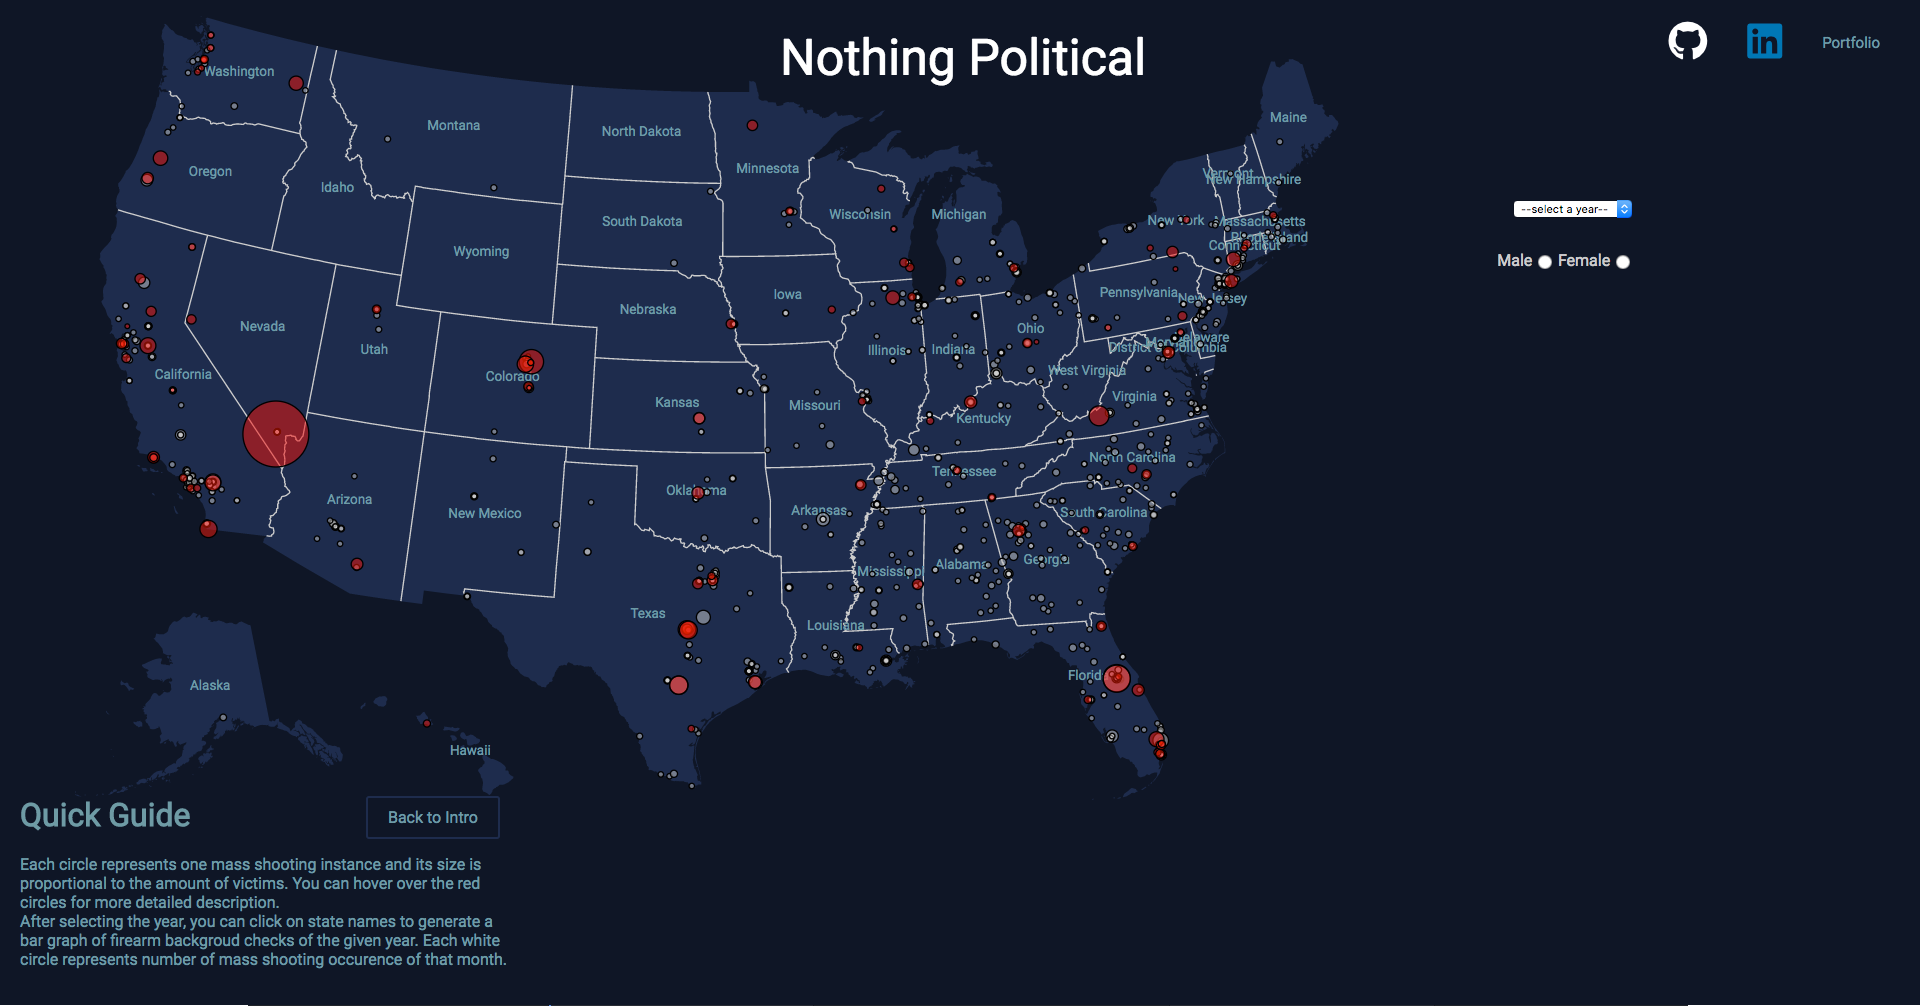 Nothing Political
Portfolio
Washington
Montana
North Dakota
Minnesota
Maine
Oregon
Idaho
South Dakota
Wisconsin
Michigan
Vermont
New Hampshire
New York
Massachusetts
Rhode Island
Connecticut
--select a year--
Male
Female
Wyoming
Nebraska
Iowa
Pennsylvania
New Jersey
Nevada
Utah
Colorado
Illinois
Indiana
Ohio
Delaware
District of Columbia
West Virginia
Virginia
California
Kansas
Missouri
Kentucky
Arizona
New Mexico
Oklahoma
Arkansas
Tennessee
North Carolina
South Carolina
Mississippi
Alabama
Georgia
Texas
Louisiana
Florid
Alaska
Hawaii
Quick Guide
Back to Intro
Each circle represents one mass shooting instance and its size is
proportional to the amount of victims. You can hover over the red
circles for more detailed description.
After selecting the year, you can click on state names to generate a
bar graph of firearm backgroud checks of the given year. Each white
circle represents number of mass shooting occurence of that month.